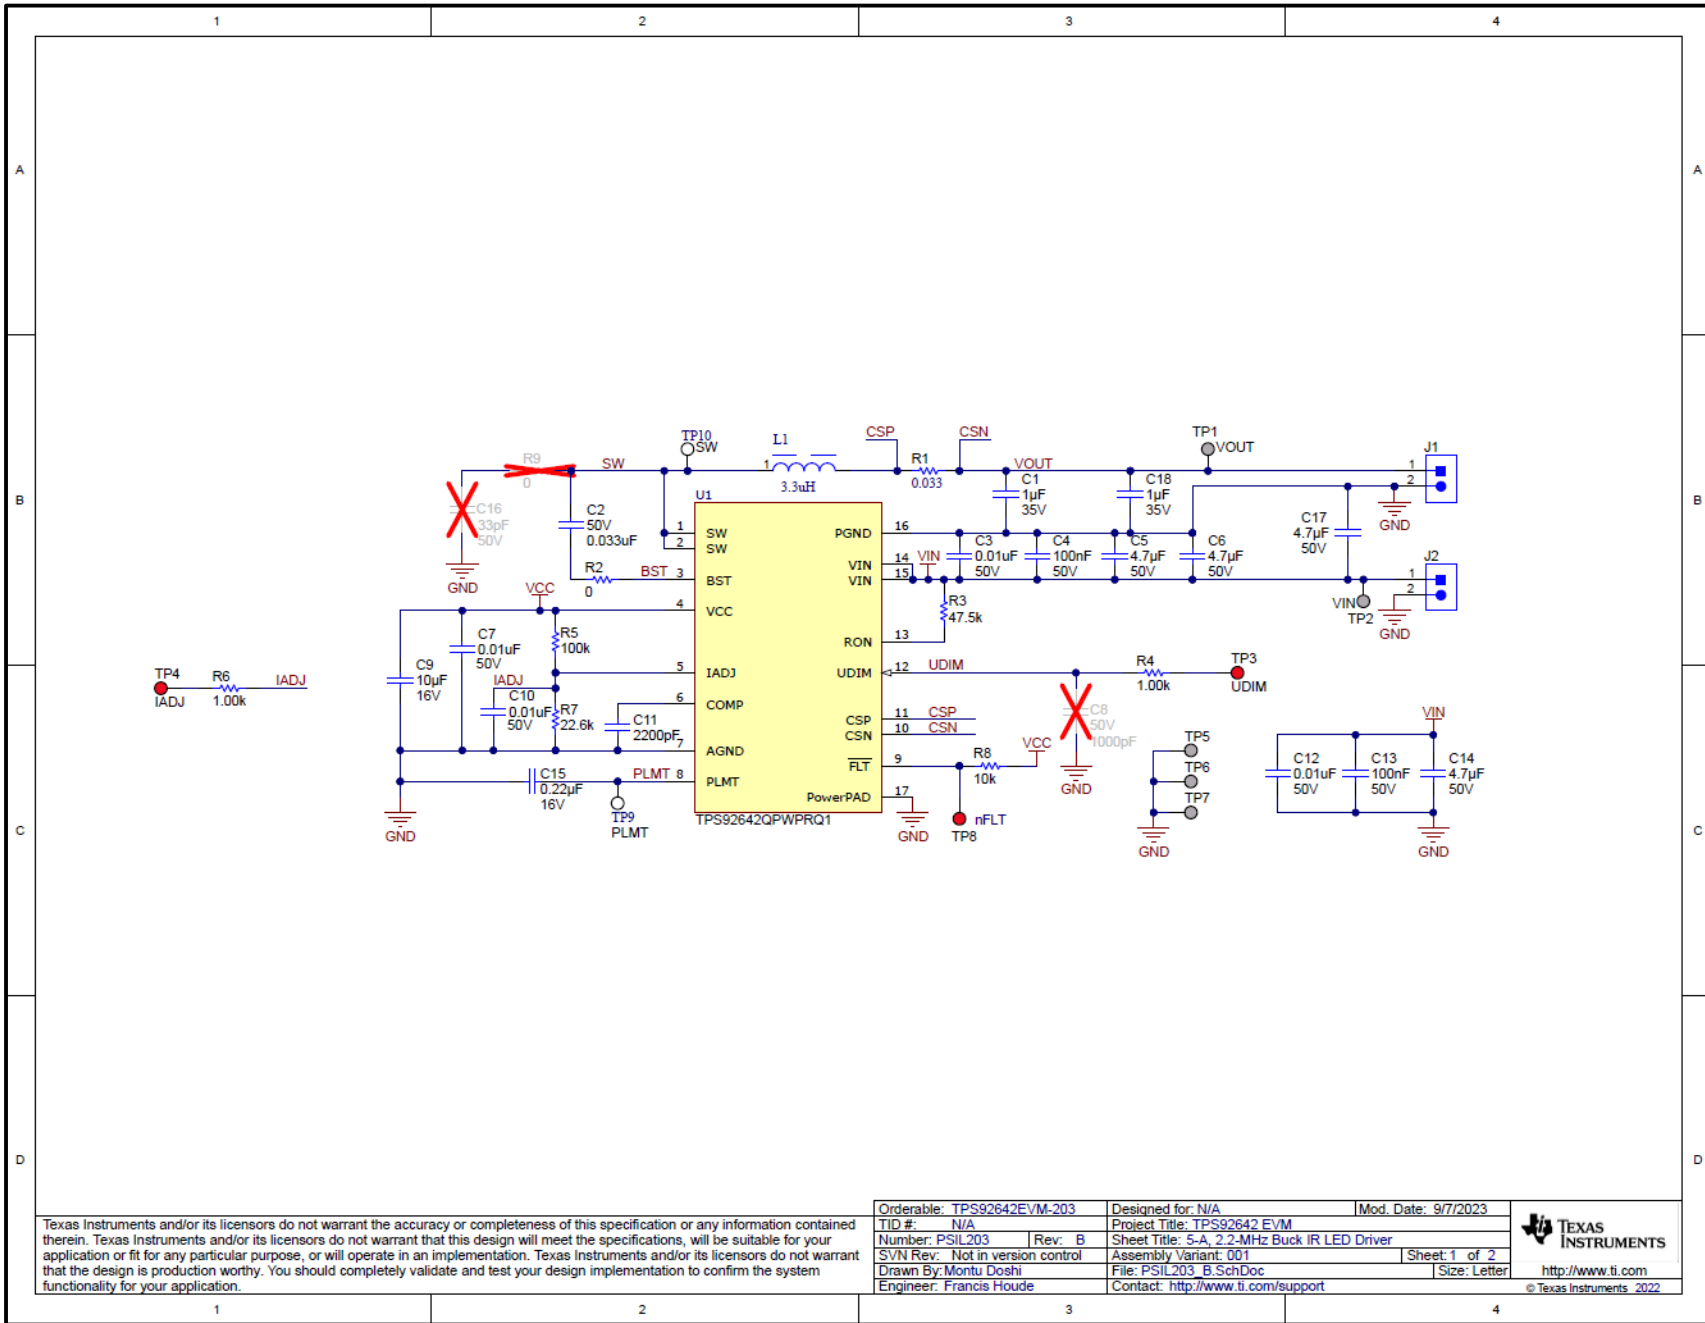 1 2 3 4
A A
TP10
SW
L1
1
3.3uH
CSP
CSN
R1
0.033
VOUT
TP1
VOUT
J1
1
2
GND
R9
0
SW
C16
33pF
50V
GND
C2
50V
0.033uF
R2
0
BST
C1
1µF
35V
C18
1µF
35V
C17
4.7µF
50V
J2
1
2
GND
VIN
TP2
B B
U1
1 SW
2 SW
3 BST
4 VCC
5 IADJ
6 COMP
7 AGND
8 PLMT
PGND 16
VIN 14
VIN 15
RON 13
UDIM 12
CSP 11
CSN 10
FLT 9
PowerPAD 17
TPS92642QPWPRQ1
VIN
C3
0.01uF
50V
C4
100nF
50V
C5
4.7µF
50V
C6
4.7µF
50V
R3
47.5k
VCC
C7
0.01uF
50V
R5
100k
C9
10µF
16V
IADJ
C10
0.01uF
50V
R7
22.6k
C11
2200pF
TP4
IADJ
R6
1.00k
IADJ
C15
0.22µF
16V
PLMT
TP9
PLMT
GND
UDIM
R4
1.00k
TP3
UDIM
C8
50V
1000pF
GND
CSP
CSN
R8
10k
VCC
nFLT
TP8
GND
TP5
TP6
TP7
GND
VIN
C12
0.01uF
50V
C13
100nF
50V
C14
4.7µF
50V
GND
C C
D D
Texas Instruments and/or its licensors do not warrant the accuracy or completeness of this specification or any information contained
therein. Texas Instruments and/or its licensors do not warrant that this design will meet the specifications, will be suitable for your
application or fit for any particular purpose, or will operate in an implementation. Texas Instruments and/or its licensors do not warrant
that the design is production worthy. You should completely validate and test your design implementation to confirm the system
functionality for your application.
Orderable: TPS92642EVM-203 Designed for: N/A Mod. Date: 9/7/2023
TID #: N/A Project Title: TPS92642 EVM
Number: PSIL203 Rev: B Sheet Title: 5-A, 2.2-MHz Buck IR LED Driver
SVN Rev: Not in version control Assembly Variant: 001 Sheet: 1 of 2
Drawn By: Montu Doshi File: PSIL203_B.SchDoc Size: Letter
Engineer: Francis Houde Contact: http://www.ti.com/support
TEXAS
INSTRUMENTS
http://www.ti.com
© Texas Instruments 2022
1 2 3 4